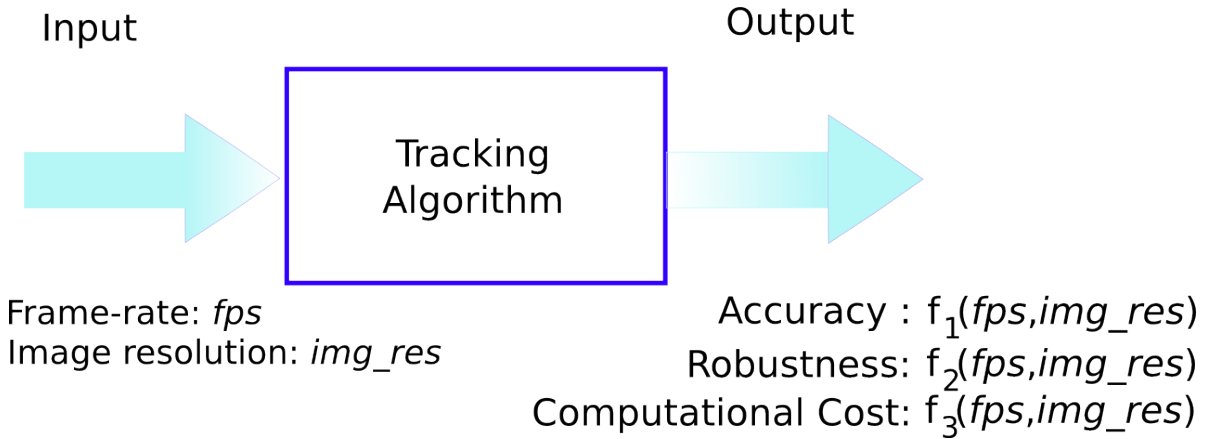 Input
Output
Tracking
Algorithm
Frame-rate: fps
Image resolution: img_res
Accuracy : f1(fps,img_res)
Robustness: f2(fps,img_res)
Computational Cost: f3(fps,img_res)